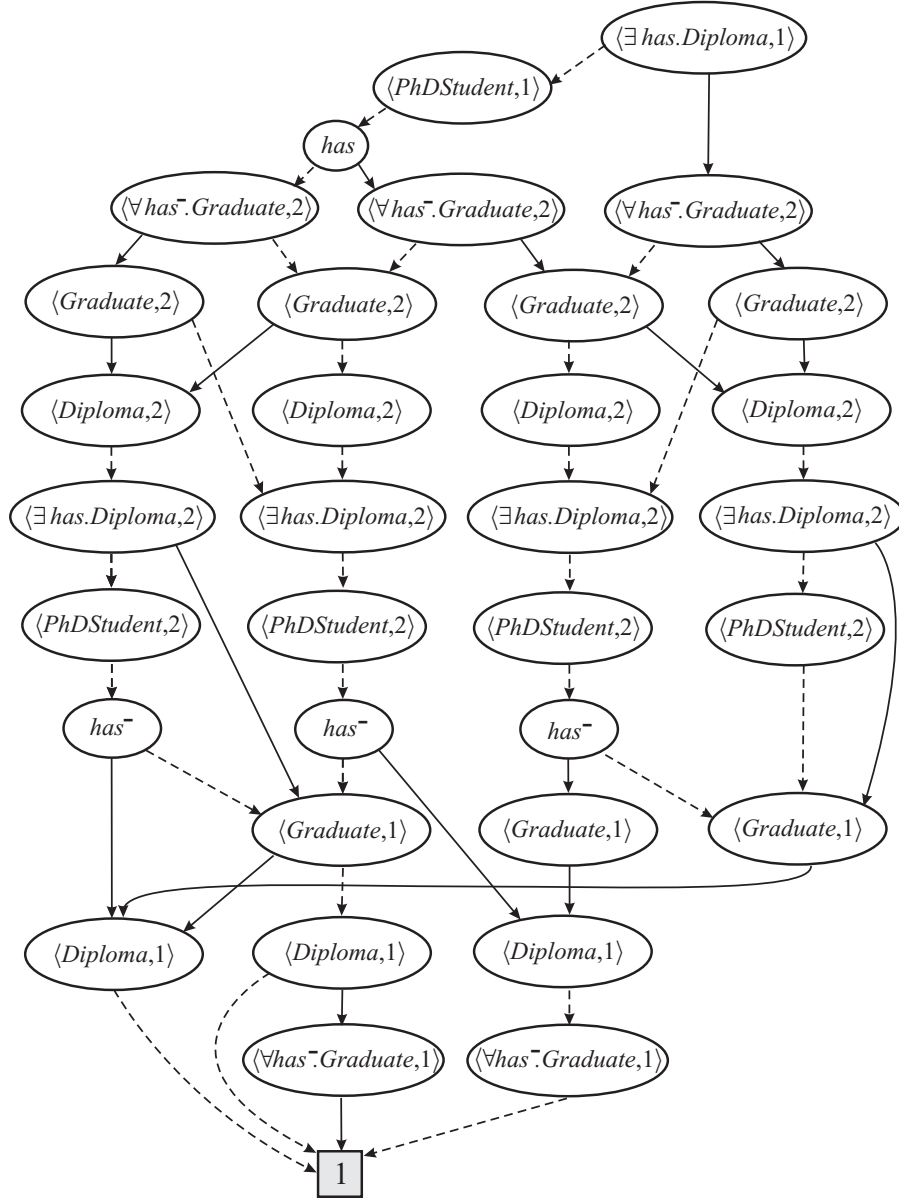 ⟨∃ has.Diploma,1⟩
⟨PhDStudent,1⟩
has
⟨∀has⁻.Graduate,2⟩ ⟨∀has⁻.Graduate,2⟩ ⟨∀has⁻.Graduate,2⟩
⟨Graduate,2⟩ ⟨Graduate,2⟩ ⟨Graduate,2⟩ ⟨Graduate,2⟩
⟨Diploma,2⟩ ⟨Diploma,2⟩ ⟨Diploma,2⟩ ⟨Diploma,2⟩
⟨∃ has.Diploma,2⟩ ⟨∃ has.Diploma,2⟩ ⟨∃ has.Diploma,2⟩ ⟨∃ has.Diploma,2⟩
⟨PhDStudent,2⟩ ⟨PhDStudent,2⟩ ⟨PhDStudent,2⟩ ⟨PhDStudent,2⟩
has⁻ has⁻ has⁻
⟨Graduate,1⟩ ⟨Graduate,1⟩ ⟨Graduate,1⟩
⟨Diploma,1⟩ ⟨Diploma,1⟩ ⟨Diploma,1⟩
⟨∀has⁻.Graduate,1⟩ ⟨∀has⁻.Graduate,1⟩
1